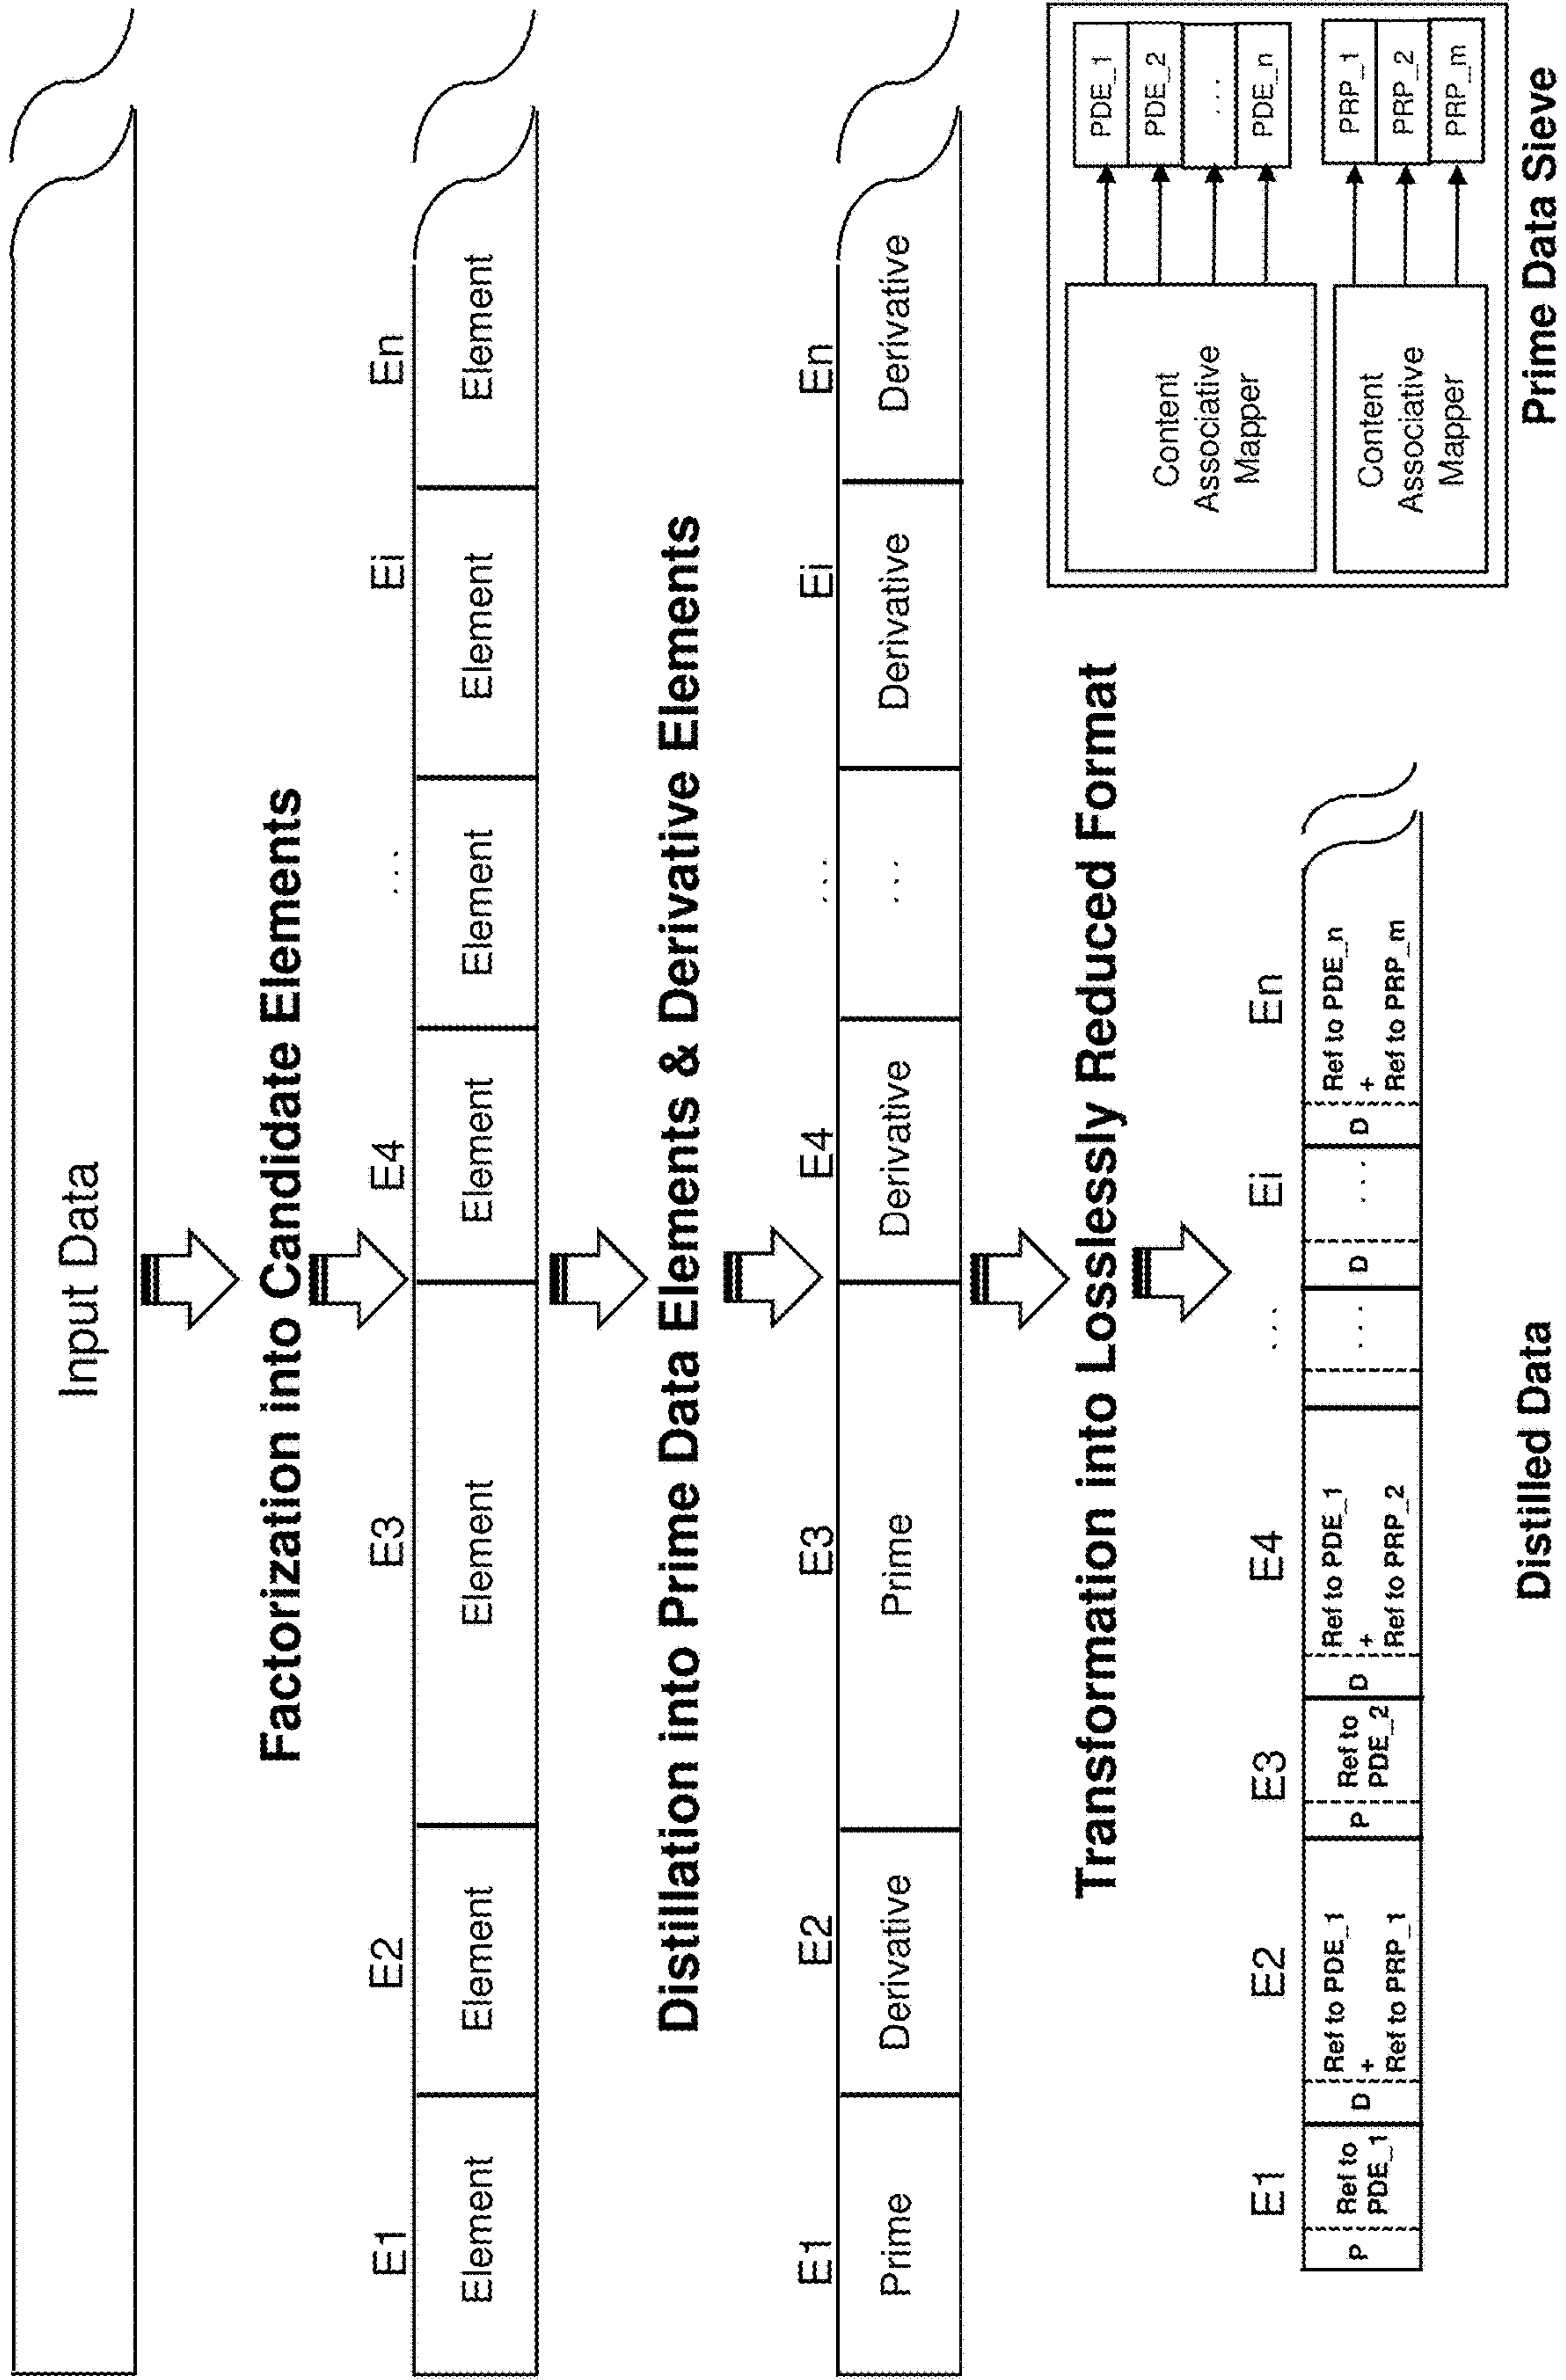 Input Data
Factorization into Candidate Elements
E1
E2
E3
E4
...
Ei
En
Element
Element
Element
Element
Element
Element
Element
Distillation into Prime Data Elements & Derivative Elements
E1
E2
E3
E4
...
Ei
En
Prime
Derivative
Prime
Derivative
...
Derivative
Derivative
Transformation into Losslessly Reduced Format
E1
E2
E3
E4
...
Ei
En
P
Ref to
PDE_1
D
Ref to PDE_1
+
Ref to PRP_1
P
Ref to
PDE_2
D
Ref to PDE_1
+
Ref to PRP_2
...
D
...
D
Ref to PDE_n
+
Ref to PRP_m
Distilled Data
Content
Associative
Mapper
PDE_1
PDE_2
...
PDE_n
Content
Associative
Mapper
PRP_1
PRP_2
PRP_m
Prime Data Sieve